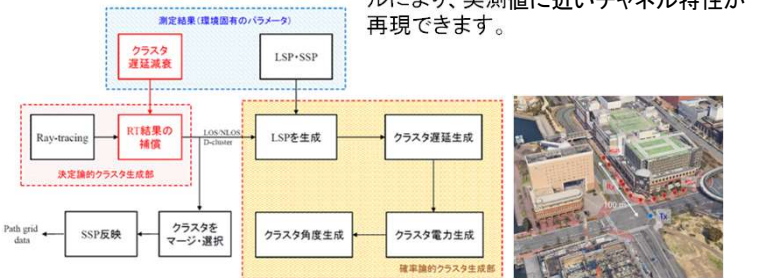 ルにより、実測値に近いチャネル特性が
再現できます。
測定結果(環境固有のパラメータ)
クラスタ
遅延減衰
LSP・SSP
Ray-tracing
RT結果の
補償
LOS/NLOS,
D-cluster
LSPを生成
クラスタ遅延生成
決定論的クラスタ生成部
Path grid
data
SSP反映
クラスタを
マージ・選択
クラスタ角度生成
クラスタ電力生成
確率論的クラスタ生成部
Rx
100 m
Tx